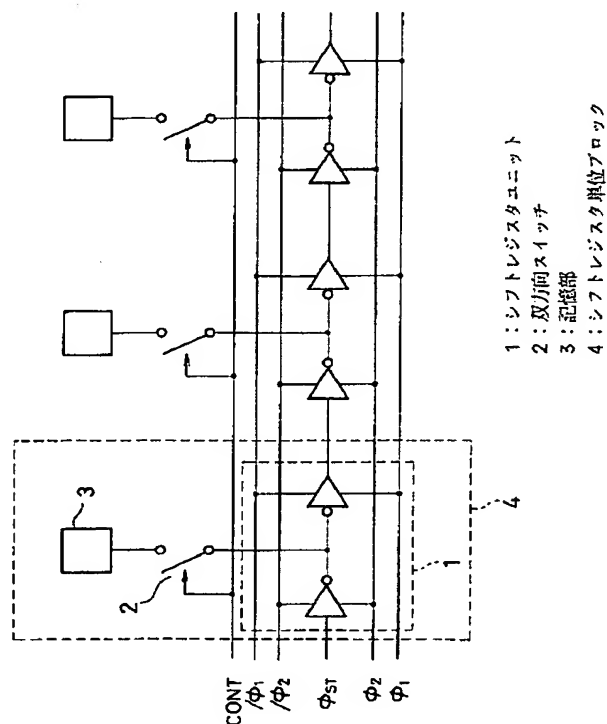 3
2
4
1
CONT
/Φ1
/Φ2
ΦST
Φ2
Φ1
1:シフトレジスタユニット
2:双方向スイッチ
3:記憶部
4:シフトレジスタ単位ブロック